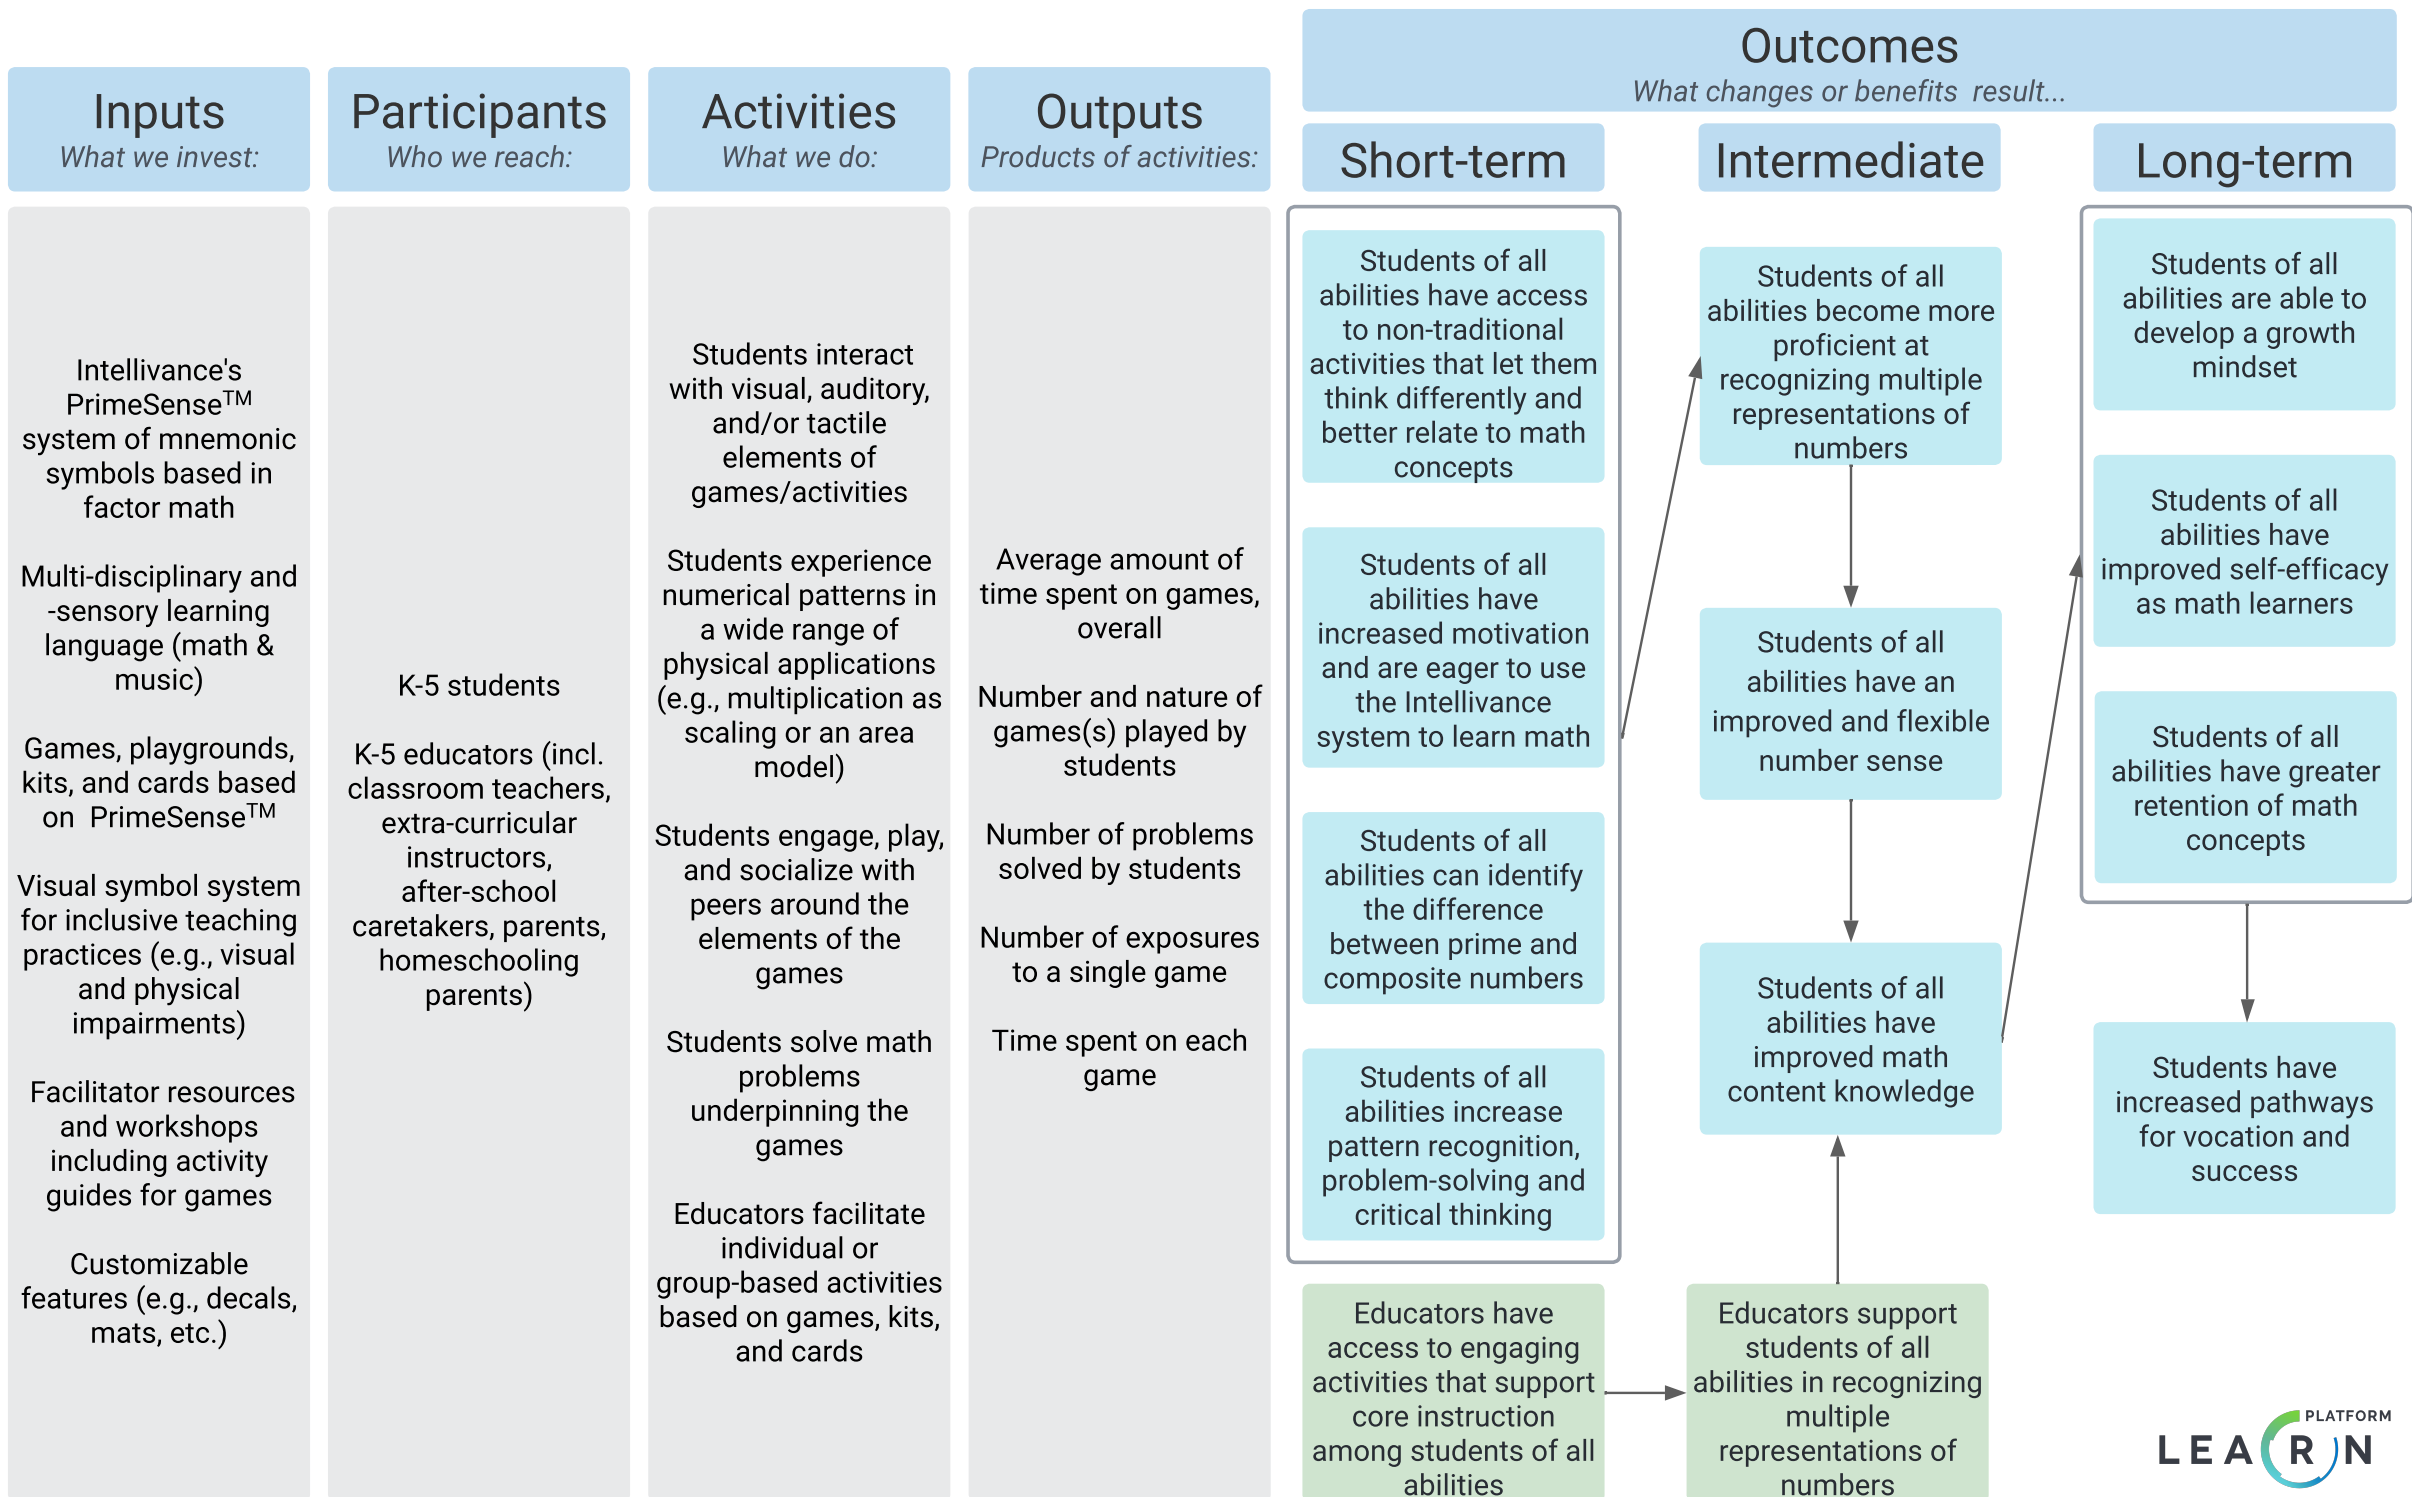 Outcomes
What changes or benefits  result...
Inputs
What we invest:
Participants
Who we reach:
Activities
What we do:
Outputs
Products of activities:
Short-term
Intermediate
Long-term
Intellivance's
PrimeSense™
system of mnemonic
symbols based in
factor math
Multi-disciplinary and
-sensory learning
language (math &
music)
Games, playgrounds,
kits, and cards based
on  PrimeSense™
Visual symbol system
for inclusive teaching
practices (e.g., visual
and physical
impairments)
Facilitator resources
and workshops
including activity
guides for games
Customizable
features (e.g., decals,
mats, etc.)
K-5 students
K-5 educators (incl.
classroom teachers,
extra-curricular
instructors,
after-school
caretakers, parents,
homeschooling
parents)
Students interact
with visual, auditory,
and/or tactile
elements of
games/activities
Students experience
numerical patterns in
a wide range of
physical applications
(e.g., multiplication as
scaling or an area
model)
Students engage, play,
and socialize with
peers around the
elements of the
games
Students solve math
problems
underpinning the
games
Educators facilitate
individual or
group-based activities
based on games, kits,
and cards
Average amount of
time spent on games,
overall
Number and nature of
games(s) played by
students
Number of problems
solved by students
Number of exposures
to a single game
Time spent on each
game
Students of all
abilities have access
to non-traditional
activities that let them
think differently and
better relate to math
concepts
Students of all
abilities have
increased motivation
and are eager to use
the Intellivance
system to learn math
Students of all
abilities can identify
the difference
between prime and
composite numbers
Students of all
abilities increase
pattern recognition,
problem-solving and
critical thinking
Educators have
access to engaging
activities that support
core instruction
among students of all
abilities
Students of all
abilities become more
proficient at
recognizing multiple
representations of
numbers
Students of all
abilities have an
improved and flexible
number sense
Students of all
abilities have
improved math
content knowledge
Educators support
students of all
abilities in recognizing
multiple
representations of
numbers
Students of all
abilities are able to
develop a growth
mindset
Students of all
abilities have
improved self-efficacy
as math learners
Students of all
abilities have greater
retention of math
concepts
Students have
increased pathways
for vocation and
success
PLATFORM
LEARN